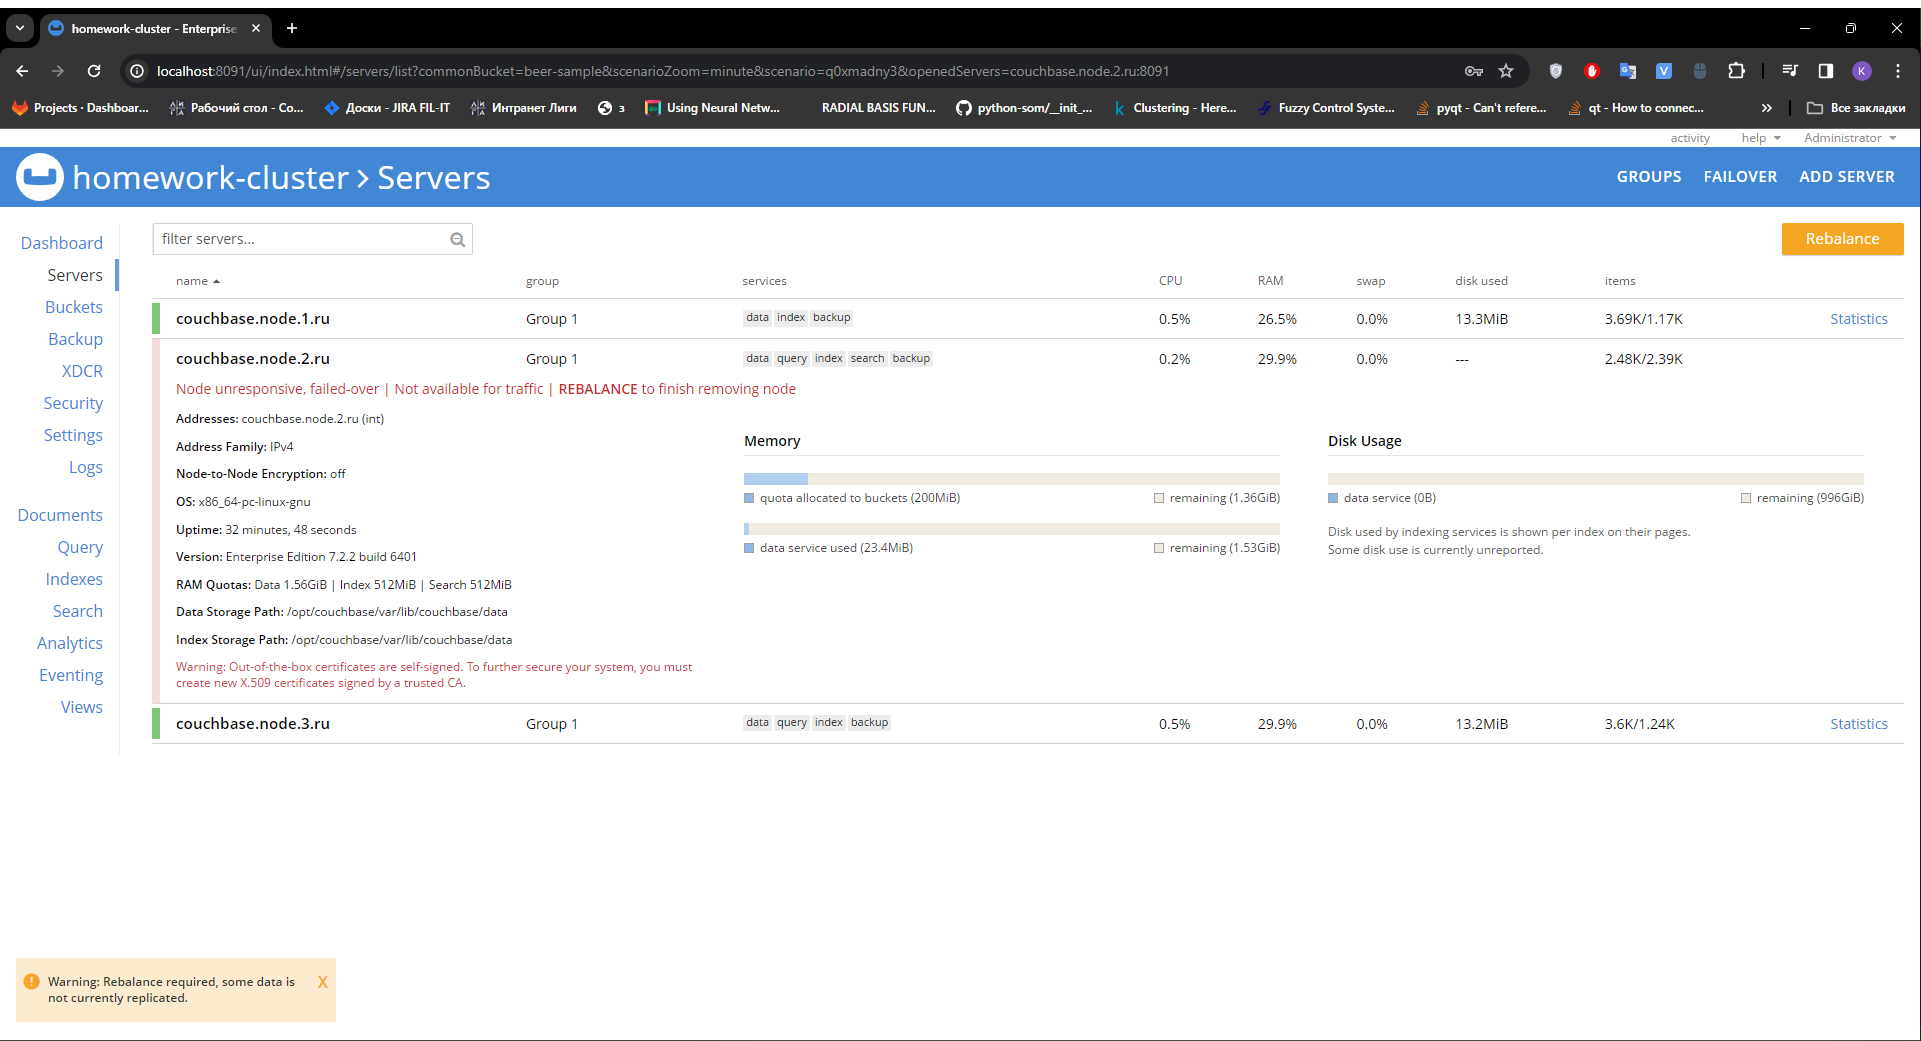 homework-cluster - Enterprise
localhost:8091/ui/index.html#/servers/list?commonBucket=beer-sample&scenarioZoom=minute&scenario=q0xmadny3&openedServers=couchbase.node.2.ru:8091
K
Projects · Dashboar... Рабочий стол - Co... Доски - JIRA FIL-IT Интранет Лиги з Using Neural Netw... RADIAL BASIS FUN... python-som/__init_... Clustering - Here... Fuzzy Control Syste... pyqt - Can't refere... qt - How to connec... » Все закладки
activity help Administrator
homework-cluster > Servers GROUPS FAILOVER ADD SERVER
Dashboard
Servers
Buckets
Backup
XDCR
Security
Settings
Logs
Documents
Query
Indexes
Search
Analytics
Eventing
Views
filter servers... Rebalance
name group services CPU RAM swap disk used items
couchbase.node.1.ru Group 1 data index backup 0.5% 26.5% 0.0% 13.3MiB 3.69K/1.17K Statistics
couchbase.node.2.ru Group 1 data query index search backup 0.2% 29.9% 0.0% --- 2.48K/2.39K
Node unresponsive, failed-over | Not available for traffic | REBALANCE to finish removing node
Addresses: couchbase.node.2.ru (int)
Address Family: IPv4
Node-to-Node Encryption: off
OS: x86_64-pc-linux-gnu
Uptime: 32 minutes, 48 seconds
Version: Enterprise Edition 7.2.2 build 6401
RAM Quotas: Data 1.56GiB | Index 512MiB | Search 512MiB
Data Storage Path: /opt/couchbase/var/lib/couchbase/data
Index Storage Path: /opt/couchbase/var/lib/couchbase/data
Warning: Out-of-the-box certificates are self-signed. To further secure your system, you must
create new X.509 certificates signed by a trusted CA.
Memory
quota allocated to buckets (200MiB) remaining (1.36GiB)
data service used (23.4MiB) remaining (1.53GiB)
Disk Usage
data service (0B) remaining (996GiB)
Disk used by indexing services is shown per index on their pages.
Some disk use is currently unreported.
couchbase.node.3.ru Group 1 data query index backup 0.5% 29.9% 0.0% 13.2MiB 3.6K/1.24K Statistics
Warning: Rebalance required, some data is X
not currently replicated.